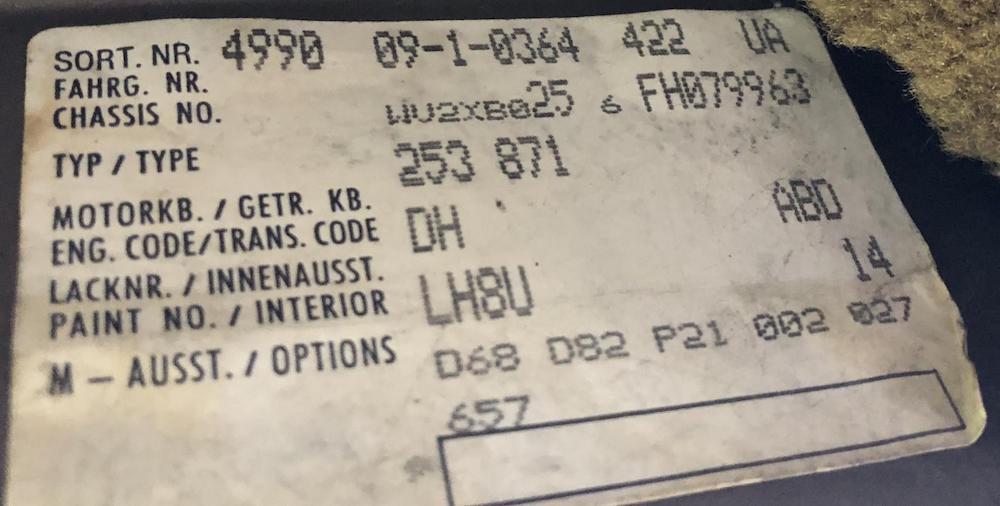 SORT. NR. 4990 09-1-0364 422 UA
FAHRG. NR.
CHASSIS NO. WV2XB025 6 FH079963
TYP / TYPE 253 871
MOTORKB. / GETR. KB.
ENG. CODE/TRANS. CODE DH ABD
LACKNR. / INNENAUSST.
PAINT NO. / INTERIOR LH8U 14
M – AUSST. / OPTIONS D68 D82 P21 002 027
657